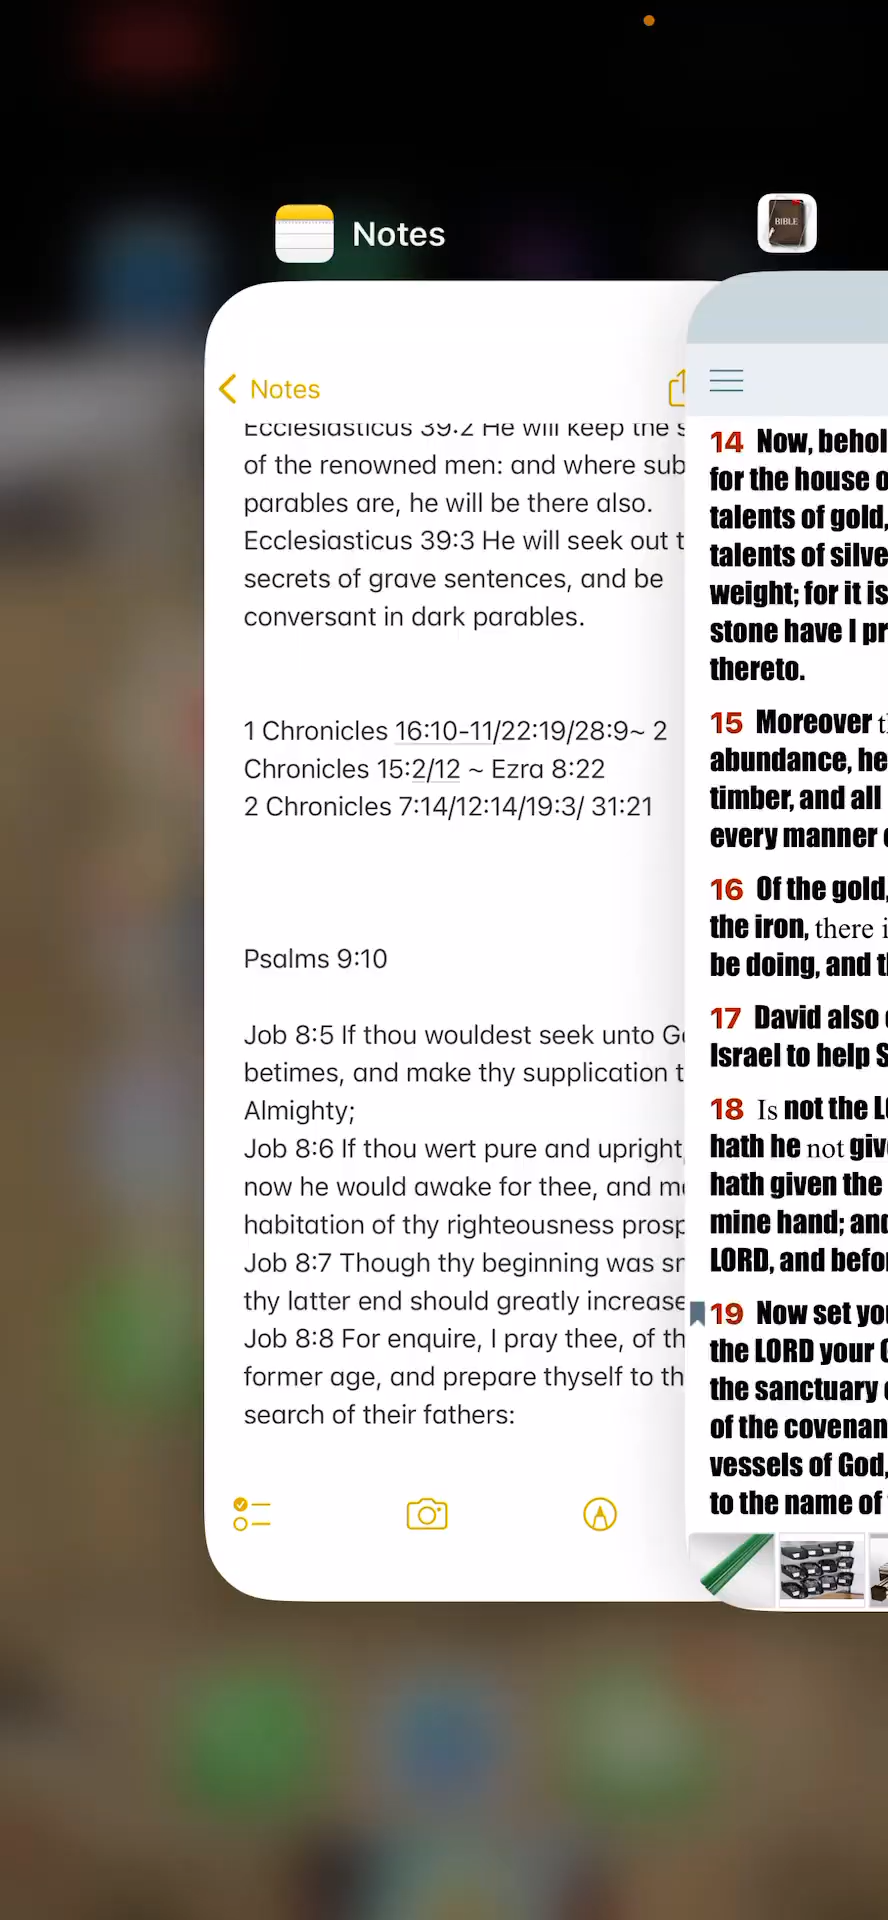 Notes
BIBLE
Notes
Ecclesiasticus 39:2 He will keep the s
of the renowned men: and where sub
parables are, he will be there also.
Ecclesiasticus 39:3 He will seek out t
secrets of grave sentences, and be
conversant in dark parables.
1 Chronicles 16:10-11/22:19/28:9~ 2
Chronicles 15:2/12 ~ Ezra 8:22
2 Chronicles 7:14/12:14/19:3/ 31:21
Psalms 9:10
Job 8:5 If thou wouldest seek unto G
betimes, and make thy supplication t
Almighty;
Job 8:6 If thou wert pure and upright,
now he would awake for thee, and m
habitation of thy righteousness prosp
Job 8:7 Though thy beginning was sm
thy latter end should greatly increase
Job 8:8 For enquire, I pray thee, of th
former age, and prepare thyself to th
search of their fathers:
14 Now, behol
for the house o
talents of gold,
talents of silve
weight; for it is
stone have I pr
thereto.
15 Moreover t
abundance, he
timber, and all
every manner o
16 Of the gold,
the iron, there i
be doing, and t
17 David also
Israel to help S
18 Is not the L
hath he not giv
hath given the
mine hand; and
LORD, and befor
19 Now set you
the LORD your G
the sanctuary
of the covenan
vessels of God,
to the name of